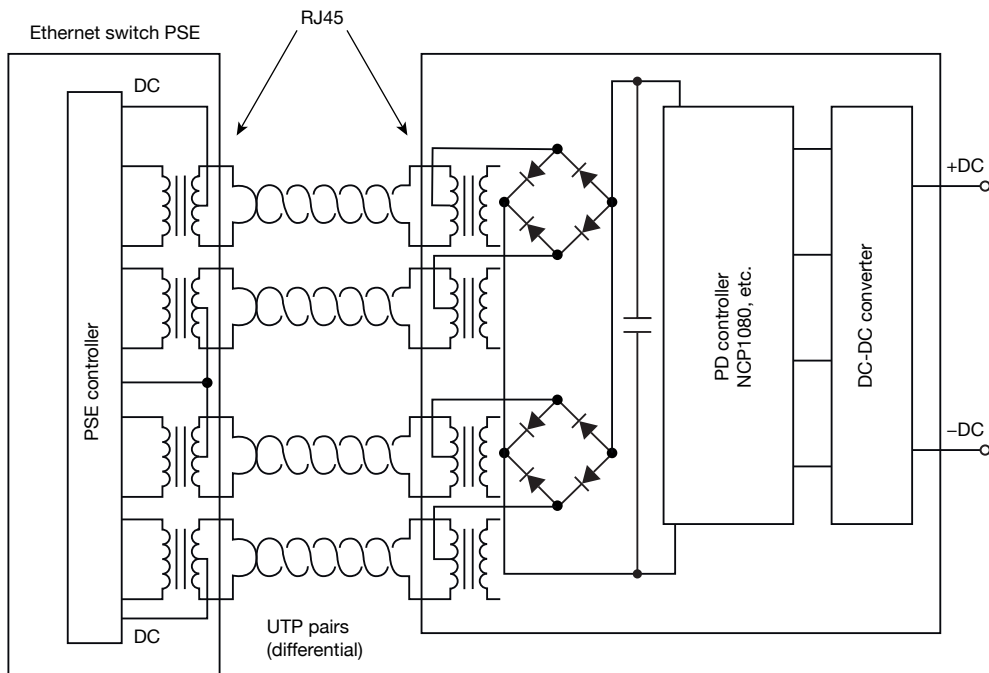 RJ45
Ethernet switch PSE
DC
PSE controller
DC
UTP pairs
(differential)
PD controller
NCP1080, etc.
DC-DC converter
+DC
–DC